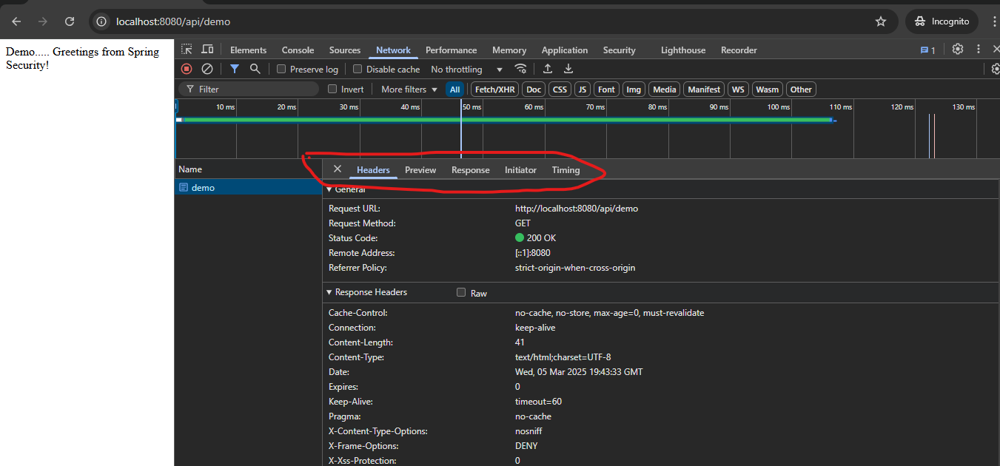 localhost:8080/api/demo
Incognito
Demo..... Greetings from Spring
Security!
Elements Console Sources Network Performance Memory Application Security Lighthouse Recorder 1
Preserve log Disable cache No throttling
Filter Invert More filters All Fetch/XHR Doc CSS JS Font Img Media Manifest WS Wasm Other
10 ms 20 ms 30 ms 40 ms 50 ms 60 ms 70 ms 80 ms 90 ms 100 ms 110 ms 120 ms 130 ms
Name
demo
Headers Preview Response Initiator Timing
General
Request URL: http://localhost:8080/api/demo
Request Method: GET
Status Code: 200 OK
Remote Address: [::1]:8080
Referrer Policy: strict-origin-when-cross-origin
Response Headers Raw
Cache-Control: no-cache, no-store, max-age=0, must-revalidate
Connection: keep-alive
Content-Length: 41
Content-Type: text/html;charset=UTF-8
Date: Wed, 05 Mar 2025 19:43:33 GMT
Expires: 0
Keep-Alive: timeout=60
Pragma: no-cache
X-Content-Type-Options: nosniff
X-Frame-Options: DENY
X-Xss-Protection: 0